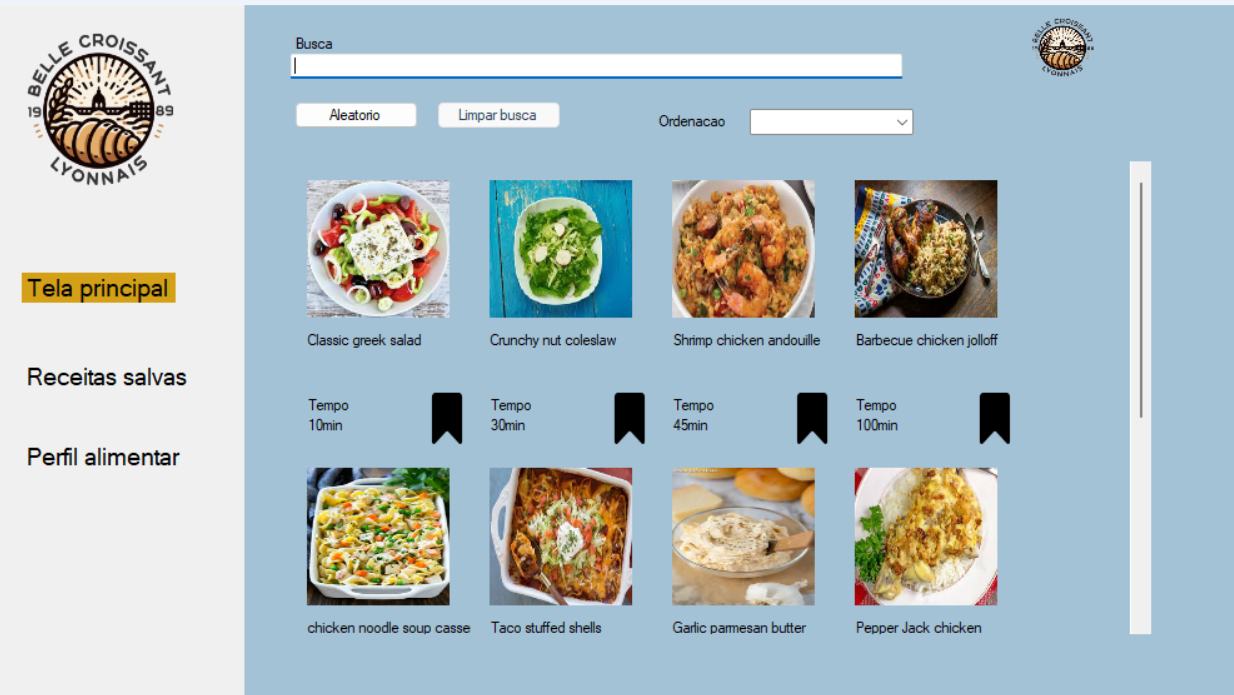 BELLE CROISSANT
1989
LYONNAIS
Tela principal
Receitas salvas
Perfil alimentar
Busca
BELLE CROISSANT
LYONNAIS
Aleatorio
Limpar busca
Ordenacao
Classic greek salad
Crunchy nut coleslaw
Shrimp chicken andouille
Barbecue chicken jolloff
Tempo
10min
Tempo
30min
Tempo
45min
Tempo
100min
chicken noodle soup casse
Taco stuffed shells
Garlic parmesan butter
Pepper Jack chicken